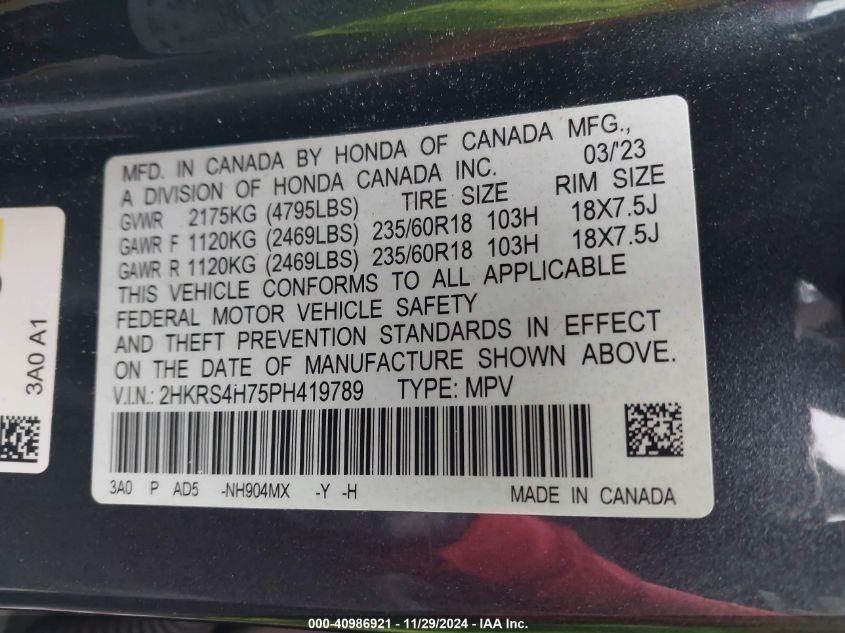 MFD. IN CANADA BY HONDA OF CANADA MFG.,
A DIVISION OF HONDA CANADA INC. 03/'23
GVWR 2175KG (4795LBS) TIRE SIZE RIM SIZE
GAWR F 1120KG (2469LBS) 235/60R18 103H 18X7.5J
GAWR R 1120KG (2469LBS) 235/60R18 103H 18X7.5J
THIS VEHICLE CONFORMS TO ALL APPLICABLE
FEDERAL MOTOR VEHICLE SAFETY
AND THEFT PREVENTION STANDARDS IN EFFECT
ON THE DATE OF MANUFACTURE SHOWN ABOVE.
V.I.N.: 2HKRS4H75PH419789 TYPE: MPV
3A0 P AD5 -NH904MX -Y -H MADE IN CANADA
3A0 A1
000-40986921 - 11/29/2024 - IAA Inc.